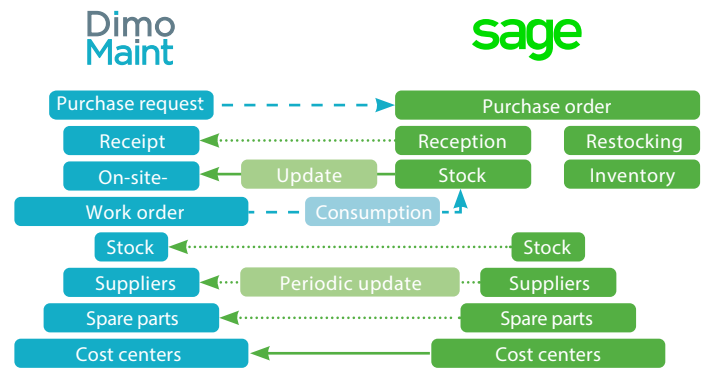 Dimo
Maint
sage
Purchase request
Purchase order
Receipt
Reception
Restocking
On-site-
Update
Stock
Inventory
Work order
Consumption
Stock
Stock
Suppliers
Periodic update
Suppliers
Spare parts
Spare parts
Cost centers
Cost centers